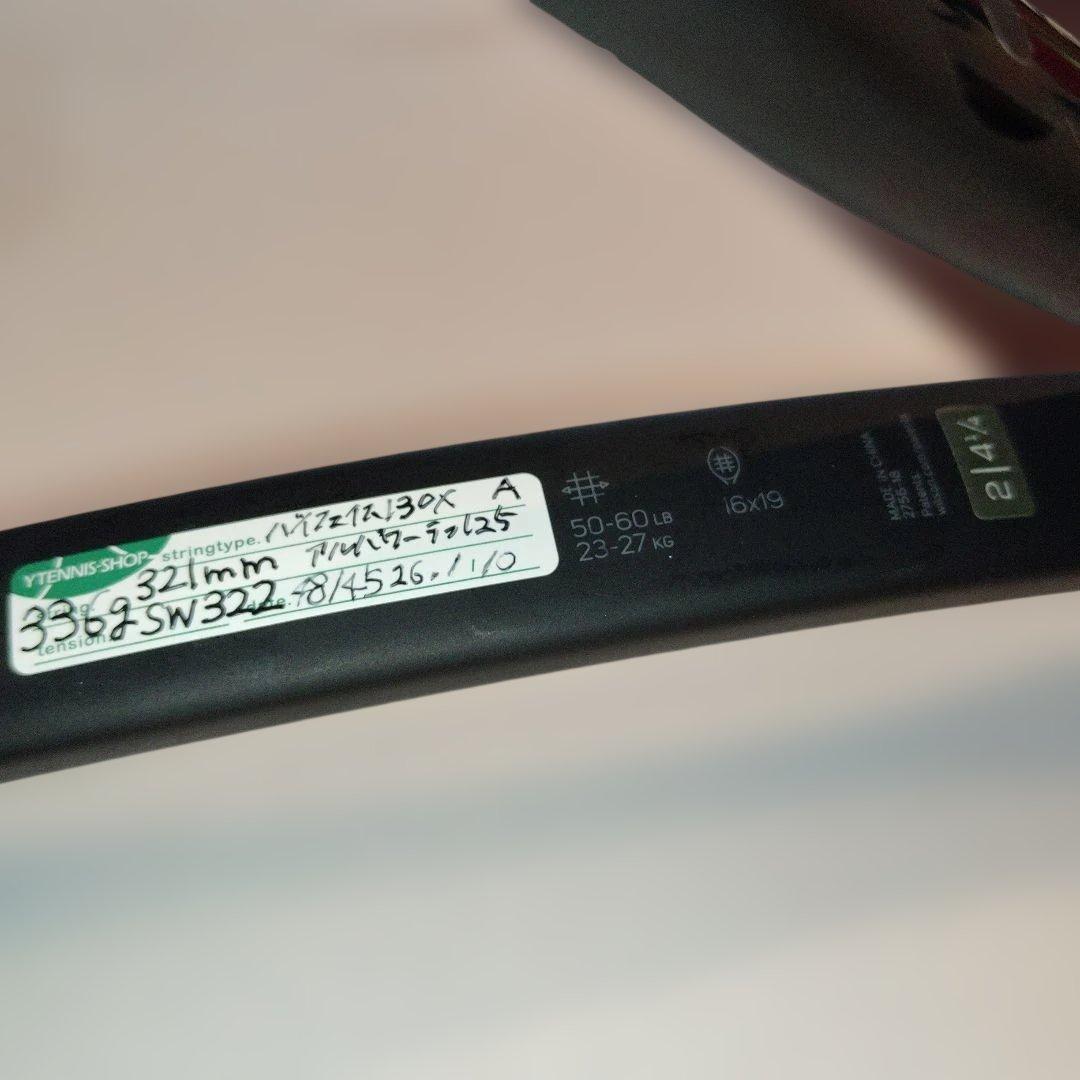 YTENNIS-SHOP
stringtype. ハイフェイス130X A
321mm アルパワーラフ125
336g SW322 48/45 26.1/10
tension.
50-60 LB
23-27 KG
16x19
MADE IN CHINA
2 | 4 1/4